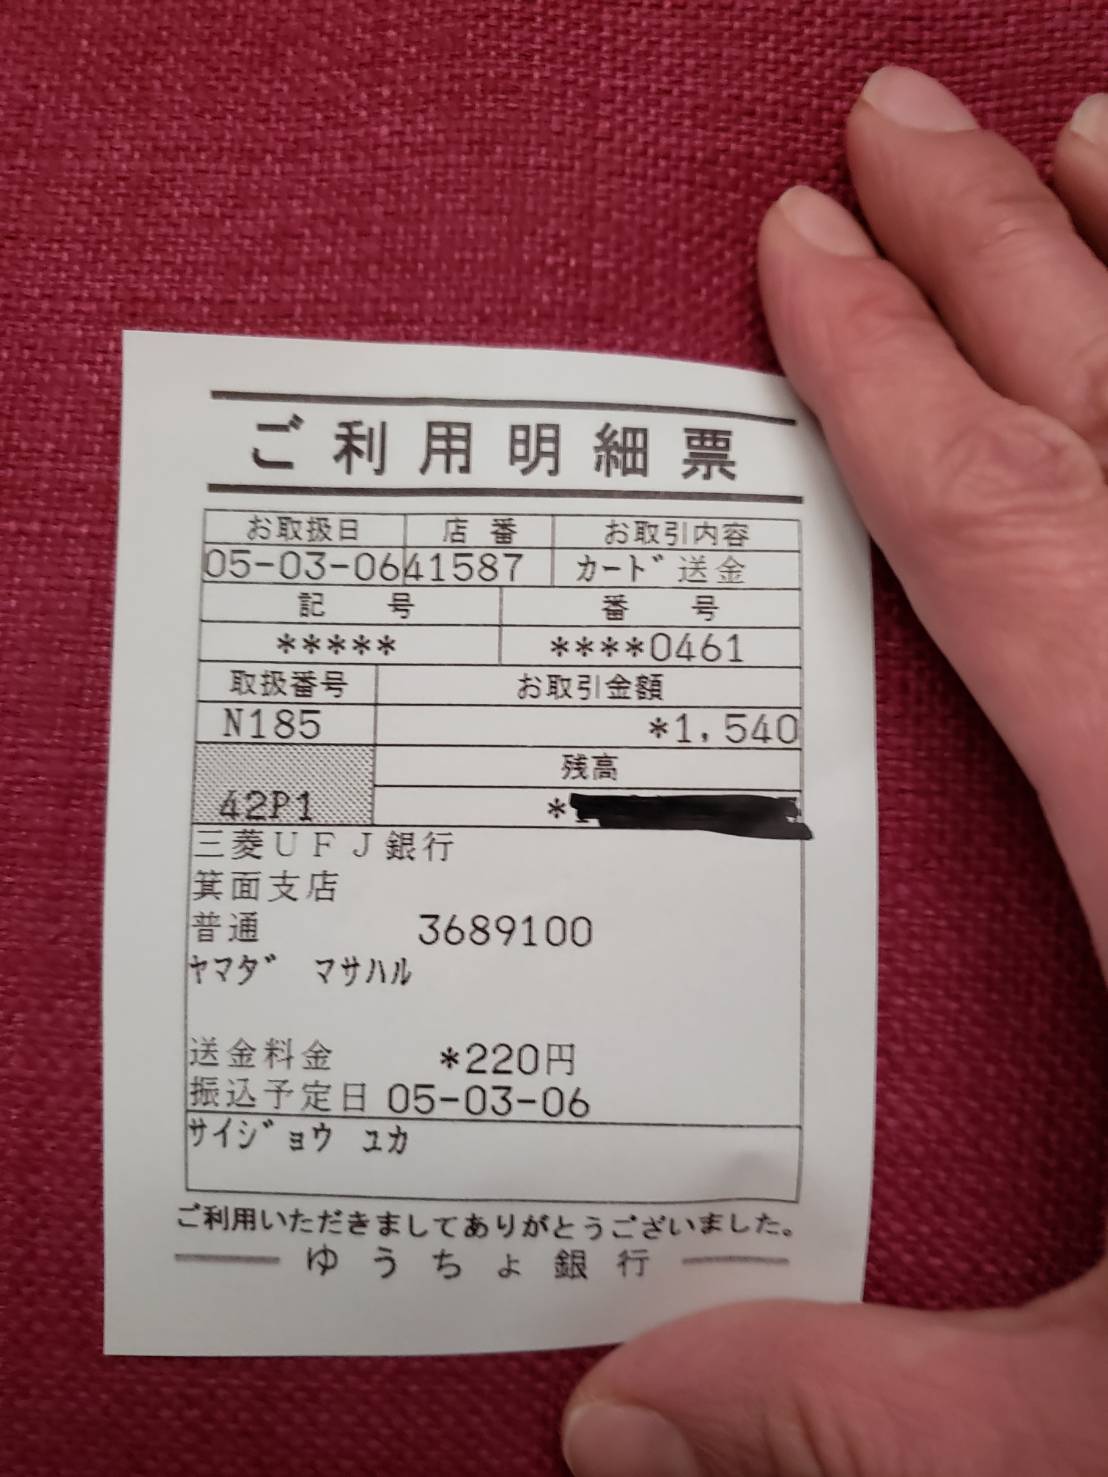 ご利用明細票
お取扱日 店番 お取引内容
05-03-06 41587 カード送金
記号 番号
***** ****0461
取扱番号 お取引金額
N185 *1,540
残高
42P1 *
三菱UFJ銀行
箕面支店
普通 3689100
ヤマダ マサハル
送金料金 *220円
振込予定日 05-03-06
サイジョウ ユカ
ご利用いただきましてありがとうございました。
ゆうちょ銀行